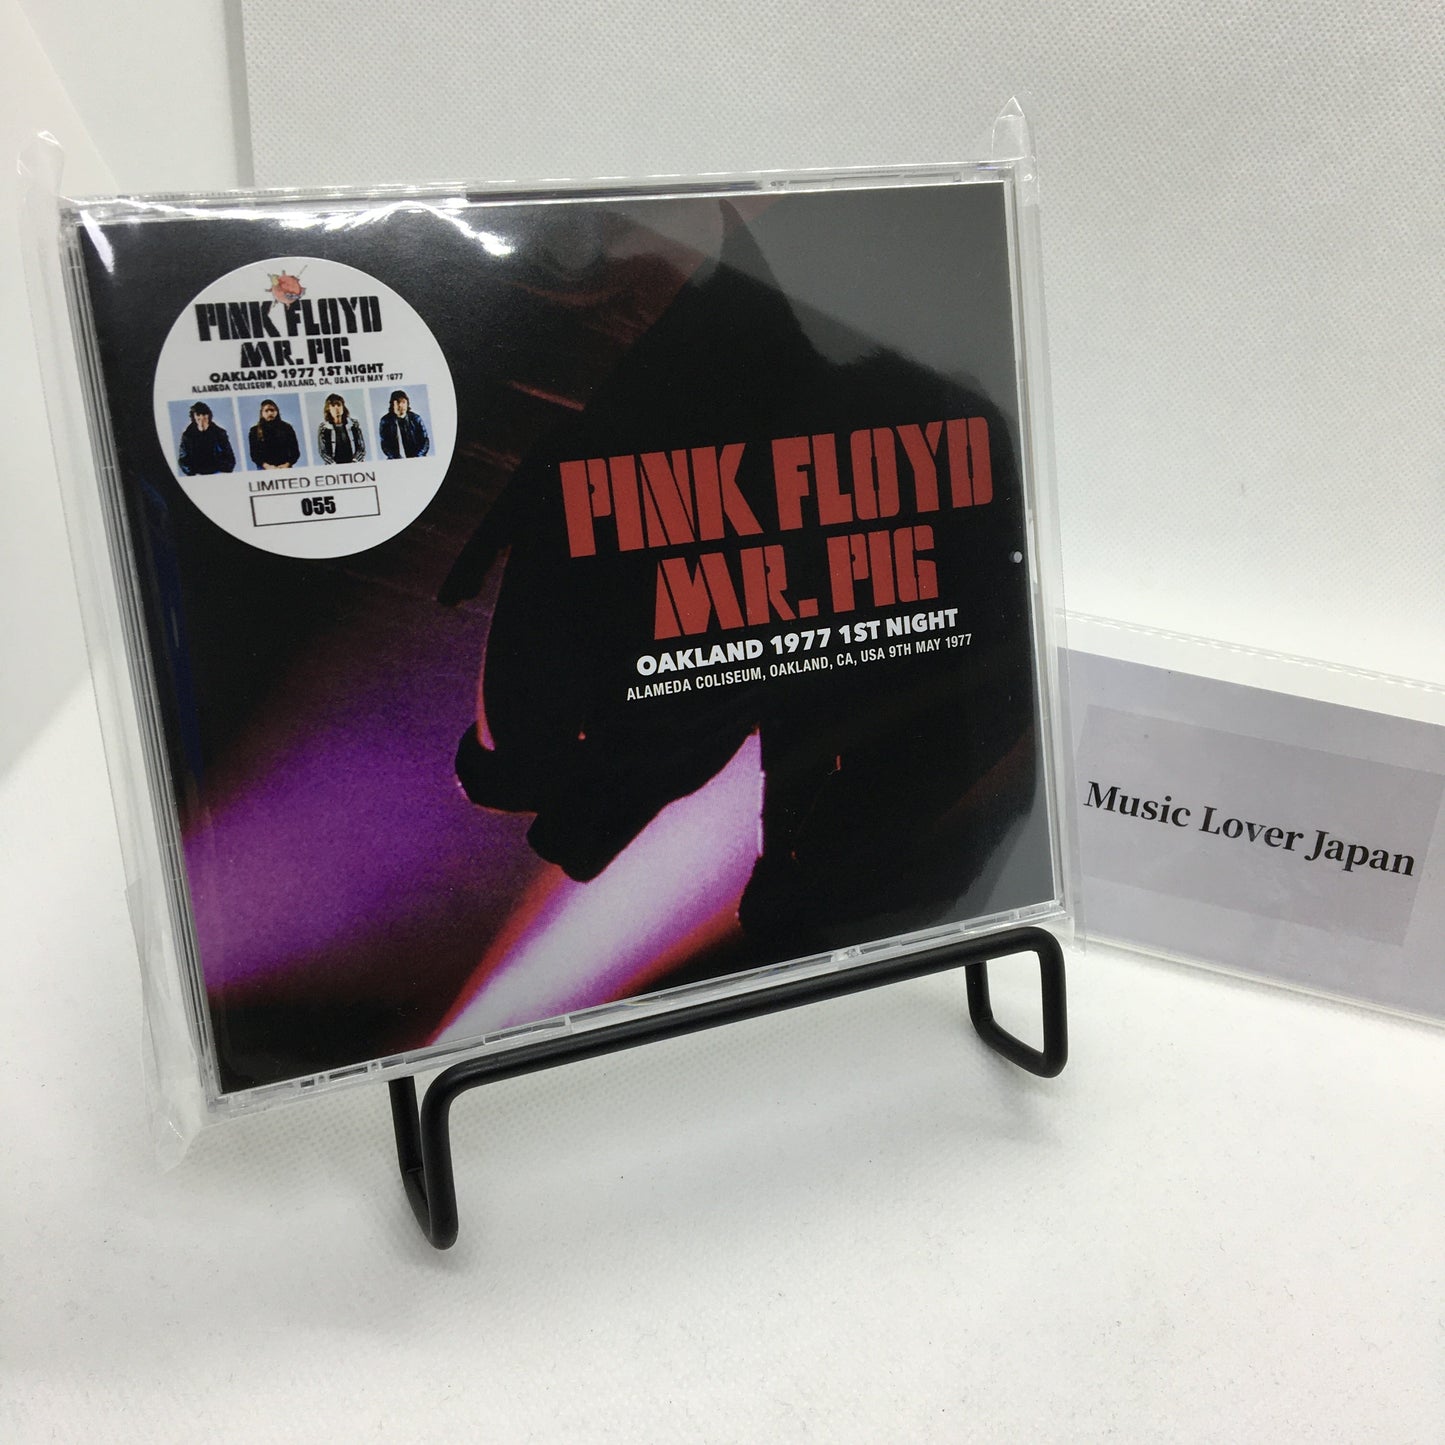 PINK FLOYD
MR. PIG
OAKLAND 1977 1ST NIGHT
ALAMEDA COLISEUM, OAKLAND, CA, USA 9TH MAY 1977
LIMITED EDITION
055
PINK FLOYD
MR. PIG
OAKLAND 1977 1ST NIGHT
ALAMEDA COLISEUM, OAKLAND, CA, USA 9TH MAY 1977
Music Lover Japan